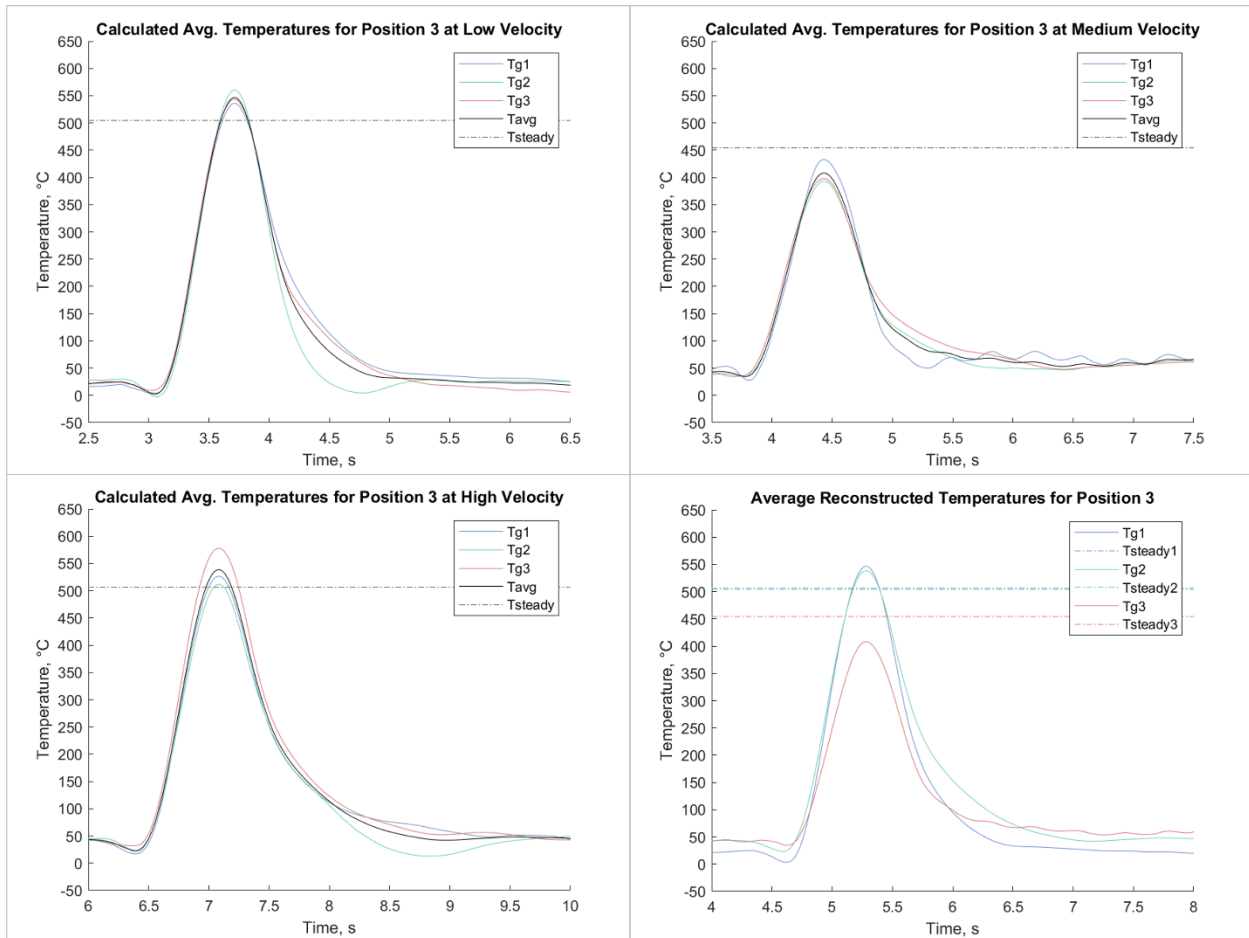 Calculated Avg. Temperatures for Position 3 at Low Velocity
650
600
550
500
450
400
350
300
250
200
150
100
50
0
-50
Temperature, °C
2.5 3 3.5 4 4.5 5 5.5 6 6.5
Time, s
Tg1
Tg2
Tg3
Tavg
Tsteady
Calculated Avg. Temperatures for Position 3 at Medium Velocity
650
600
550
500
450
400
350
300
250
200
150
100
50
0
-50
Temperature, °C
3.5 4 4.5 5 5.5 6 6.5 7 7.5
Time, s
Tg1
Tg2
Tg3
Tavg
Tsteady
Calculated Avg. Temperatures for Position 3 at High Velocity
650
600
550
500
450
400
350
300
250
200
150
100
50
0
-50
Temperature, °C
6 6.5 7 7.5 8 8.5 9 9.5 10
Time, s
Tg1
Tg2
Tg3
Tavg
Tsteady
Average Reconstructed Temperatures for Position 3
650
600
550
500
450
400
350
300
250
200
150
100
50
0
-50
Temperature, °C
4 4.5 5 5.5 6 6.5 7 7.5 8
Time, s
Tg1
Tsteady1
Tg2
Tsteady2
Tg3
Tsteady3